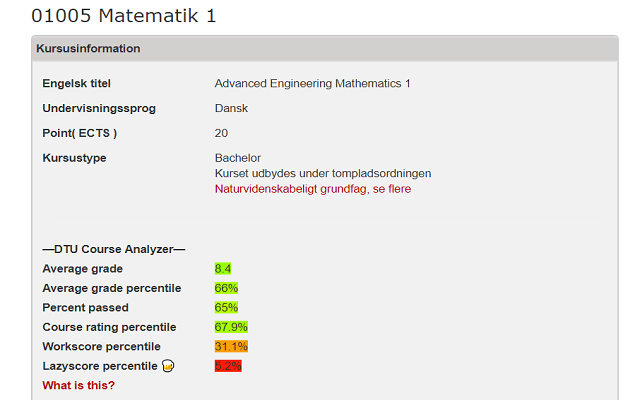 01005 Matematik 1
Kursusinformation
Engelsk titel Advanced Engineering Mathematics 1
Undervisningssprog Dansk
Point( ECTS ) 20
Kursustype Bachelor
Kurset udbydes under tompladsordningen
Naturvidenskabeligt grundfag, se flere
—DTU Course Analyzer—
Average grade 8.4
Average grade percentile 66%
Percent passed 65%
Course rating percentile 67.9%
Workscore percentile 31.1%
Lazyscore percentile 5.2%
What is this?